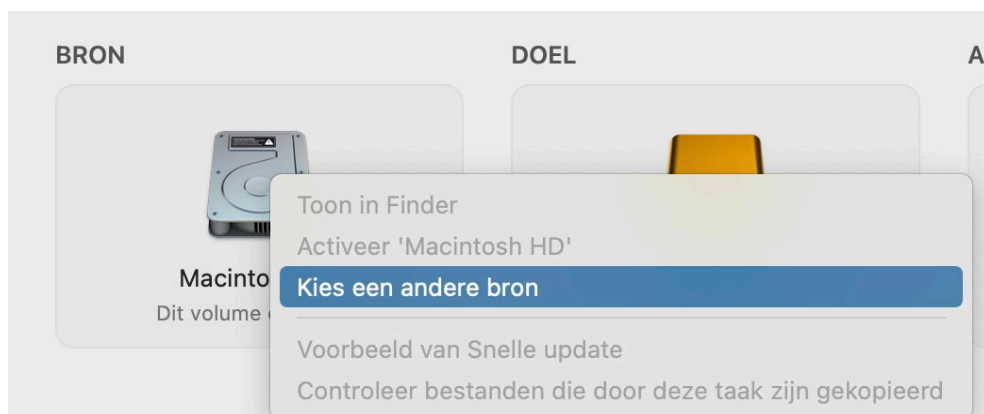 BRON
DOEL
A
Toon in Finder
Activeer 'Macintosh HD'
Macinto
Kies een andere bron
Dit volume
Voorbeeld van Snelle update
Controleer bestanden die door deze taak zijn gekopieerd